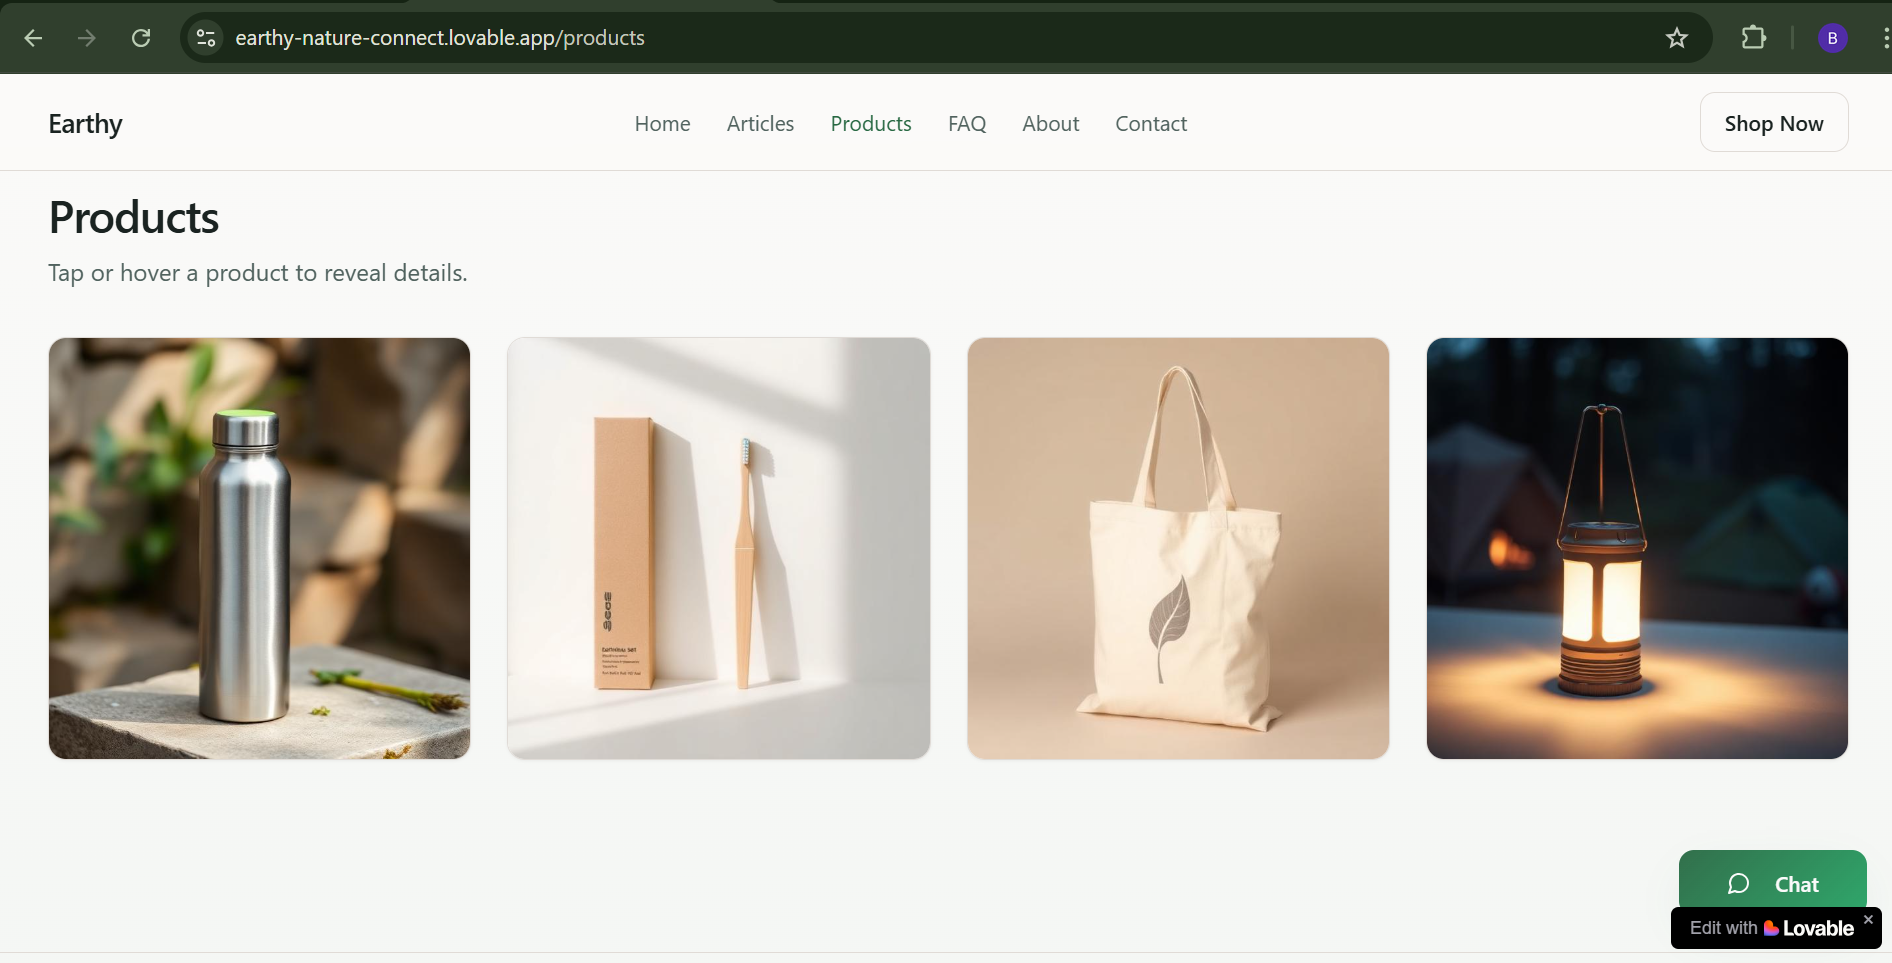 earthy-nature-connect.lovable.app/products
B
Earthy
Home Articles Products FAQ About Contact
Shop Now
Products
Tap or hover a product to reveal details.
Chat
Edit with Lovable